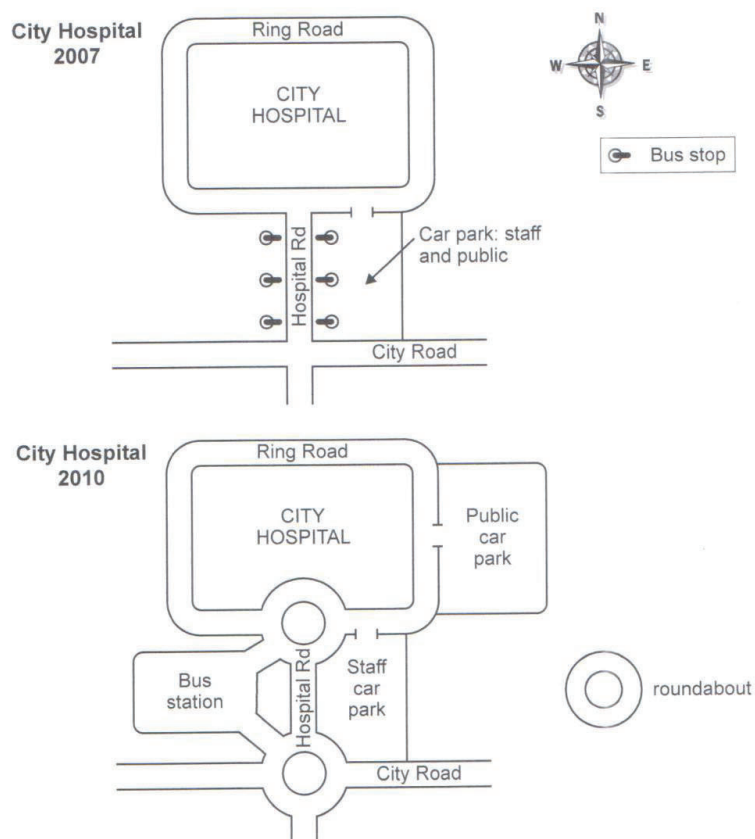 City Hospital
2007
Ring Road
CITY
HOSPITAL
N
W
E
S
Bus stop
Hospital Rd
Car park: staff
and public
City Road
City Hospital
2010
Ring Road
CITY
HOSPITAL
Public
car
park
Bus
station
Hospital Rd
Staff
car
park
roundabout
City Road